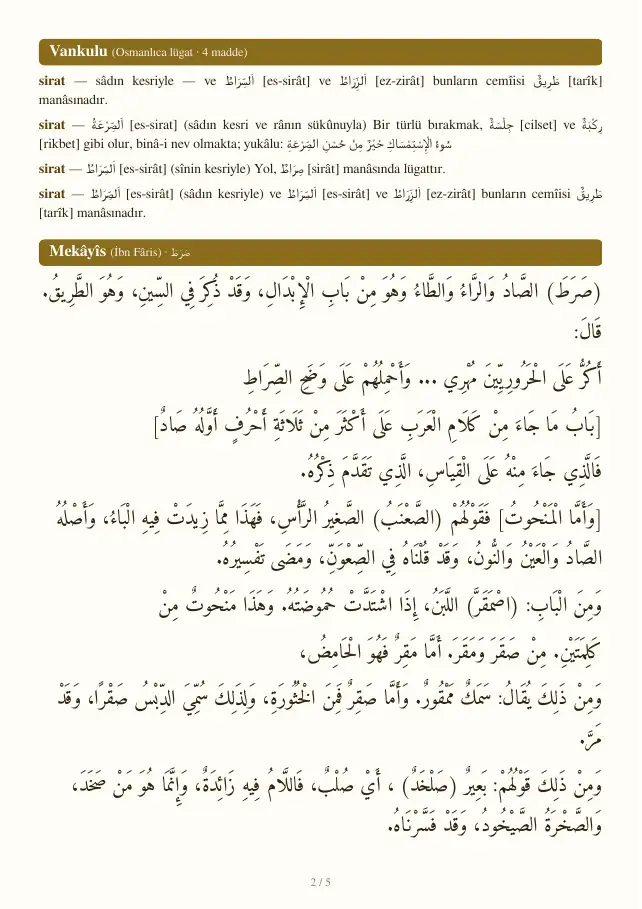 Vankulu (Osmanlıca lügat · 4 madde)
sirat — sâdın kesriyle — ve اَلسِّرَاطُ [es-sirât] ve اَلزِّرَاطُ [ez-zirât] bunların cemîisi طَرِيقٌ [tarîk]
manâsınadır.
sirat — اَلصِّرْعَةُ [es-sirat] (sâdın kesri ve rânın sükûnuyla) Bir türlü bırakmak, جِلْسَةٌ [cilset] ve رِكْبَةٌ
[rikbet] gibi olur, binâ-i nev olmakta; yukâlu: سُوءُ الْاِسْتِمْسَاكِ خَيْرٌ مِنْ حُسْنِ الصِّرْعَةِ
sirat — اَلسِّرَاطُ [es-sirât] (sînin kesriyle) Yol, صِرَاطٌ [sirât] manâsında lügattır.
sirat — اَلصِّرَاطُ [es-sirât] (sâdın kesriyle) ve اَلسِّرَاطُ [es-sirât] ve اَلزِّرَاطُ [ez-zirât] bunların cemîisi طَرِيقٌ
[tarîk] manâsınadır.
Mekâyîs (İbn Fâris) · صَرَطَ
(صَرَطَ) الصَّادُ وَالرَّاءُ وَالطَّاءُ وَهُوَ مِنْ بَابِ الْإِبْدَالِ، وَقَدْ ذُكِرَ فِي السِّينِ، وَهُوَ الطَّرِيقُ.
قَالَ:
أَكُرُّ عَلَى الْحَرُورِيِّينَ مُهْرِي ... وَأَحْمِلُهُمْ عَلَى وَضَحِ الصِّرَاطِ
[بَابُ مَا جَاءَ مِنْ كَلَامِ الْعَرَبِ عَلَى أَكْثَرَ مِنْ ثَلَاثَةِ أَحْرُفٍ أَوَّلُهُ صَادٌ]
فَالَّذِي جَاءَ مِنْهُ عَلَى الْقِيَاسِ، الَّذِي تَقَدَّمَ ذِكْرُهُ.
[وَأَمَّا الْمَنْحُوتُ] فَقَوْلُهُمْ (الصَّعْنَبُ) الصَّغِيرُ الرَّأْسِ، فَهَذَا مِمَّا زِيدَتْ فِيهِ الْبَاءُ، وَأَصْلُهُ
الصَّادُ وَالْعَيْنُ وَالنُّونُ، وَقَدْ قُلْنَاهُ فِي الصِّعْوَنِّ، وَمَضَى تَفْسِيرُهُ.
وَمِنَ الْبَابِ: (اصْمَقَرَّ) اللَّبَنُ، إِذَا اشْتَدَّتْ حُمُوضَتُهُ. وَهَذَا مَنْحُوتٌ مِنْ
كَلِمَتَيْنِ. مِنْ صَقَرَ وَمَقَرَ. أَمَّا مَقِرٌ فَهُوَ الْحَامِضُ،
وَمِنْ ذَلِكَ يُقَالُ: سَمَكٌ مَمْقُورٌ. وَأَمَّا صَقِرٌ فَمِنَ الْخُثُورَةِ، وَلِذَلِكَ سُمِّيَ الدِّبْسُ صَقْرًا، وَقَدْ
مَرَّ.
وَمِنْ ذَلِكَ قَوْلُهُمْ: بَعِيرٌ (صَلْخَدٌ) ، أَيْ صُلْبٌ، فَاللَّامُ فِيهِ زَائِدَةٌ، وَإِنَّمَا هُوَ مَنْ صَخَدَ،
وَالصَّخْرَةُ الصَّيْخُودُ، وَقَدْ فَسَّرْنَاهُ.
2 / 5